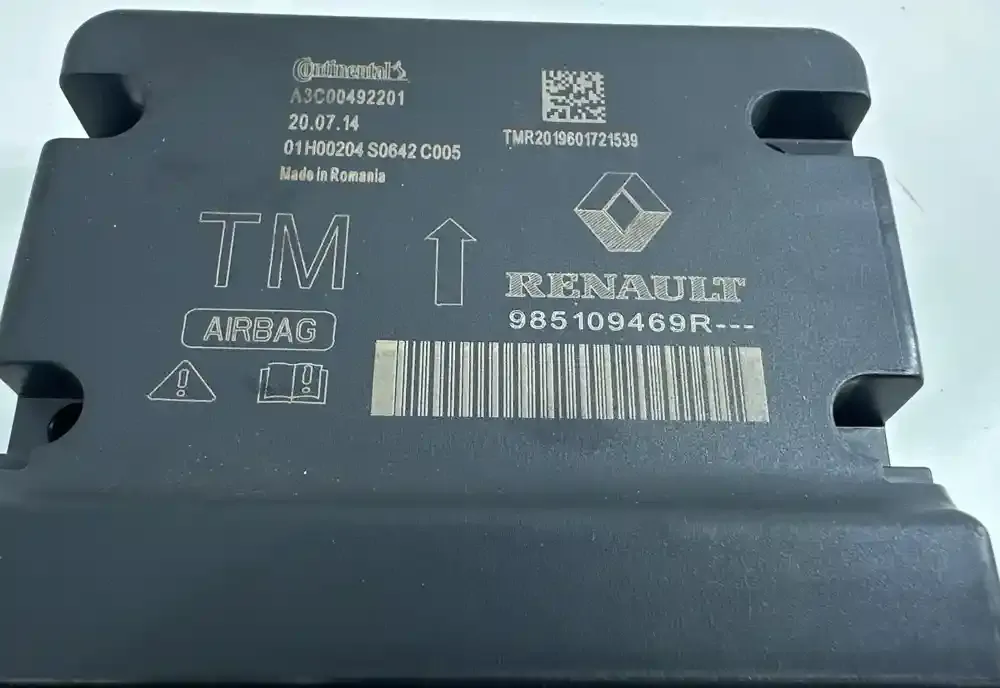 Continental
A3C00492201
20.07.14
01H00204 S0642 C005
Made in Romania
TMR2019601721539
TM
RENAULT
985109469R---
AIRBAG